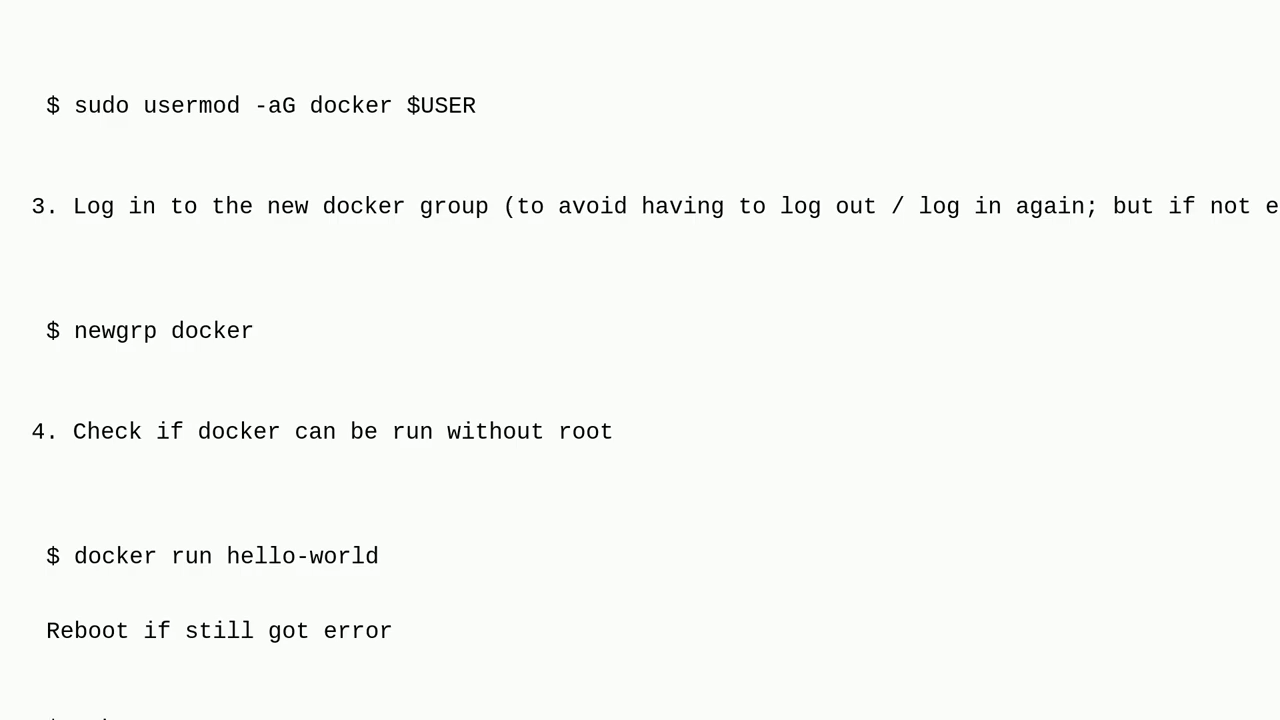 $ sudo usermod -aG docker $USER
3. Log in to the new docker group (to avoid having to log out / log in again; but if not
$ newgrp docker
4. Check if docker can be run without root
$ docker run hello-world
Reboot if still got error